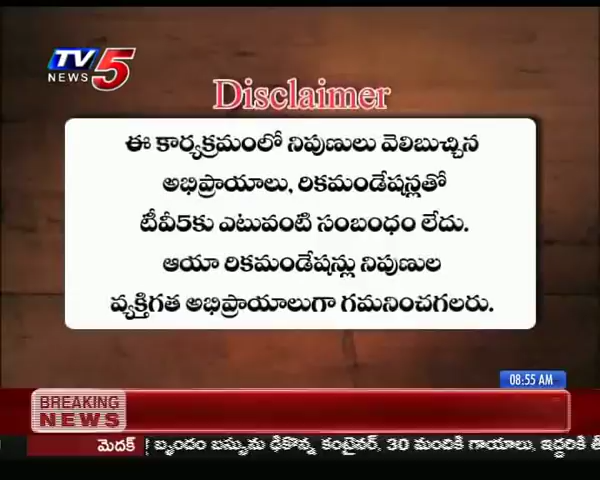 TV5
NEWS
Disclaimer
ఈ కార్యక్రమంలో నిపుణులు వెలిబుచ్చిన
అభిప్రాయాలు, రికమండేషన్లతో
టీవీ5కు ఎటువంటి సంబంధం లేదు.
ఆయా రికమండేషన్లు నిపుణుల
వ్యక్తిగత అభిప్రాయాలుగా గమనించగలరు.
08:55 AM
BREAKING
NEWS
మెదక్ బృందం బస్సును ఢీకొన్న కంటైనర్, 30 మందికి గాయాలు, ఇద్దరికి